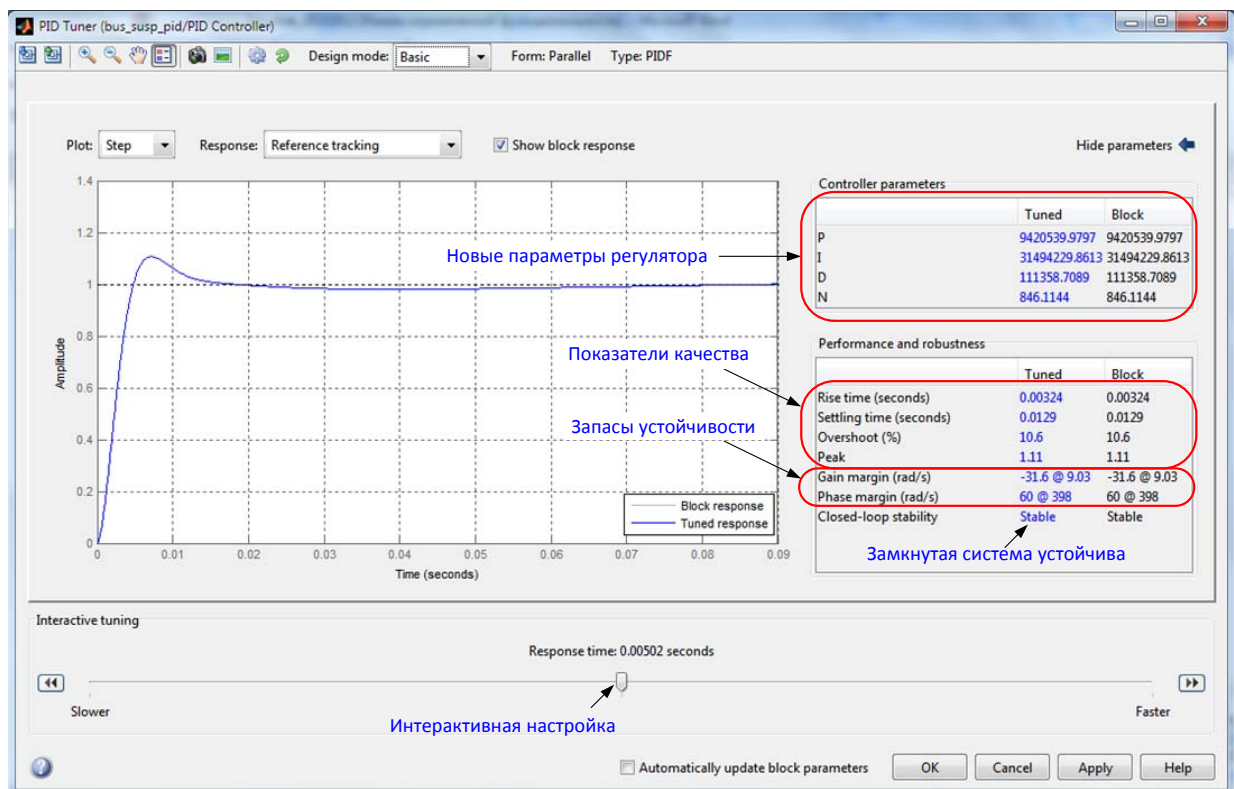 PID Tuner (bus_susp_pid/PID Controller)
Design mode: Basic Form: Parallel Type: PIDF
Plot: Step Response: Reference tracking Show block response Hide parameters
Controller parameters
Tuned Block
P 9420539.9797 9420539.9797
I 31494229.8613 31494229.8613
D 111358.7089 111358.7089
N 846.1144 846.1144
Новые параметры регулятора
Performance and robustness
Tuned Block
Rise time (seconds) 0.00324 0.00324
Settling time (seconds) 0.0129 0.0129
Overshoot (%) 10.6 10.6
Peak 1.11 1.11
Gain margin (rad/s) -31.6 @ 9.03 -31.6 @ 9.03
Phase margin (rad/s) 60 @ 398 60 @ 398
Closed-loop stability Stable Stable
Показатели качества
Запасы устойчивости
Замкнутая система устойчива
Amplitude
1.4
1.2
1
0.8
0.6
0.4
0.2
0
0 0.01 0.02 0.03 0.04 0.05 0.06 0.07 0.08 0.09
Time (seconds)
Block response
Tuned response
Interactive tuning
Response time: 0.00502 seconds
Slower Faster
Интерактивная настройка
Automatically update block parameters OK Cancel Apply Help